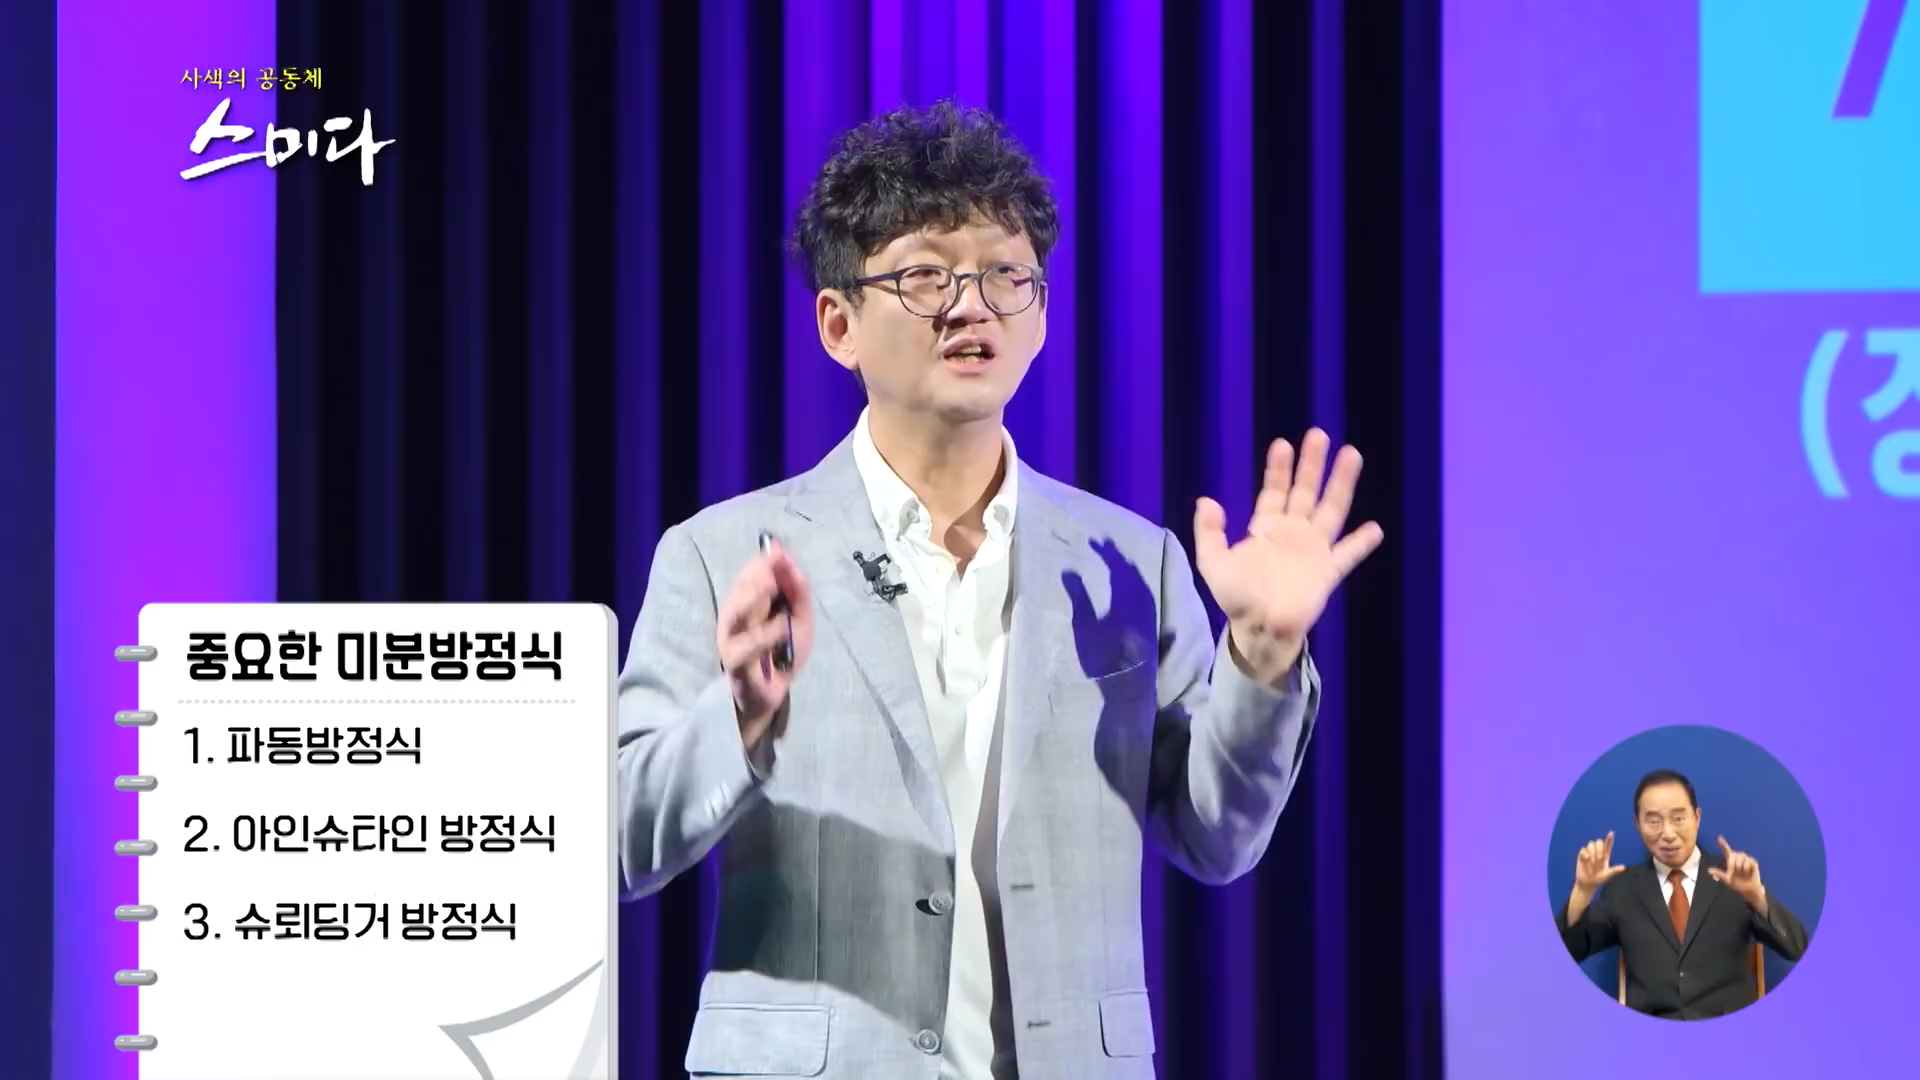 사색의 공동체
스미다
중요한 미분방정식
1. 파동방정식
2. 아인슈타인 방정식
3. 슈뢰딩거 방정식